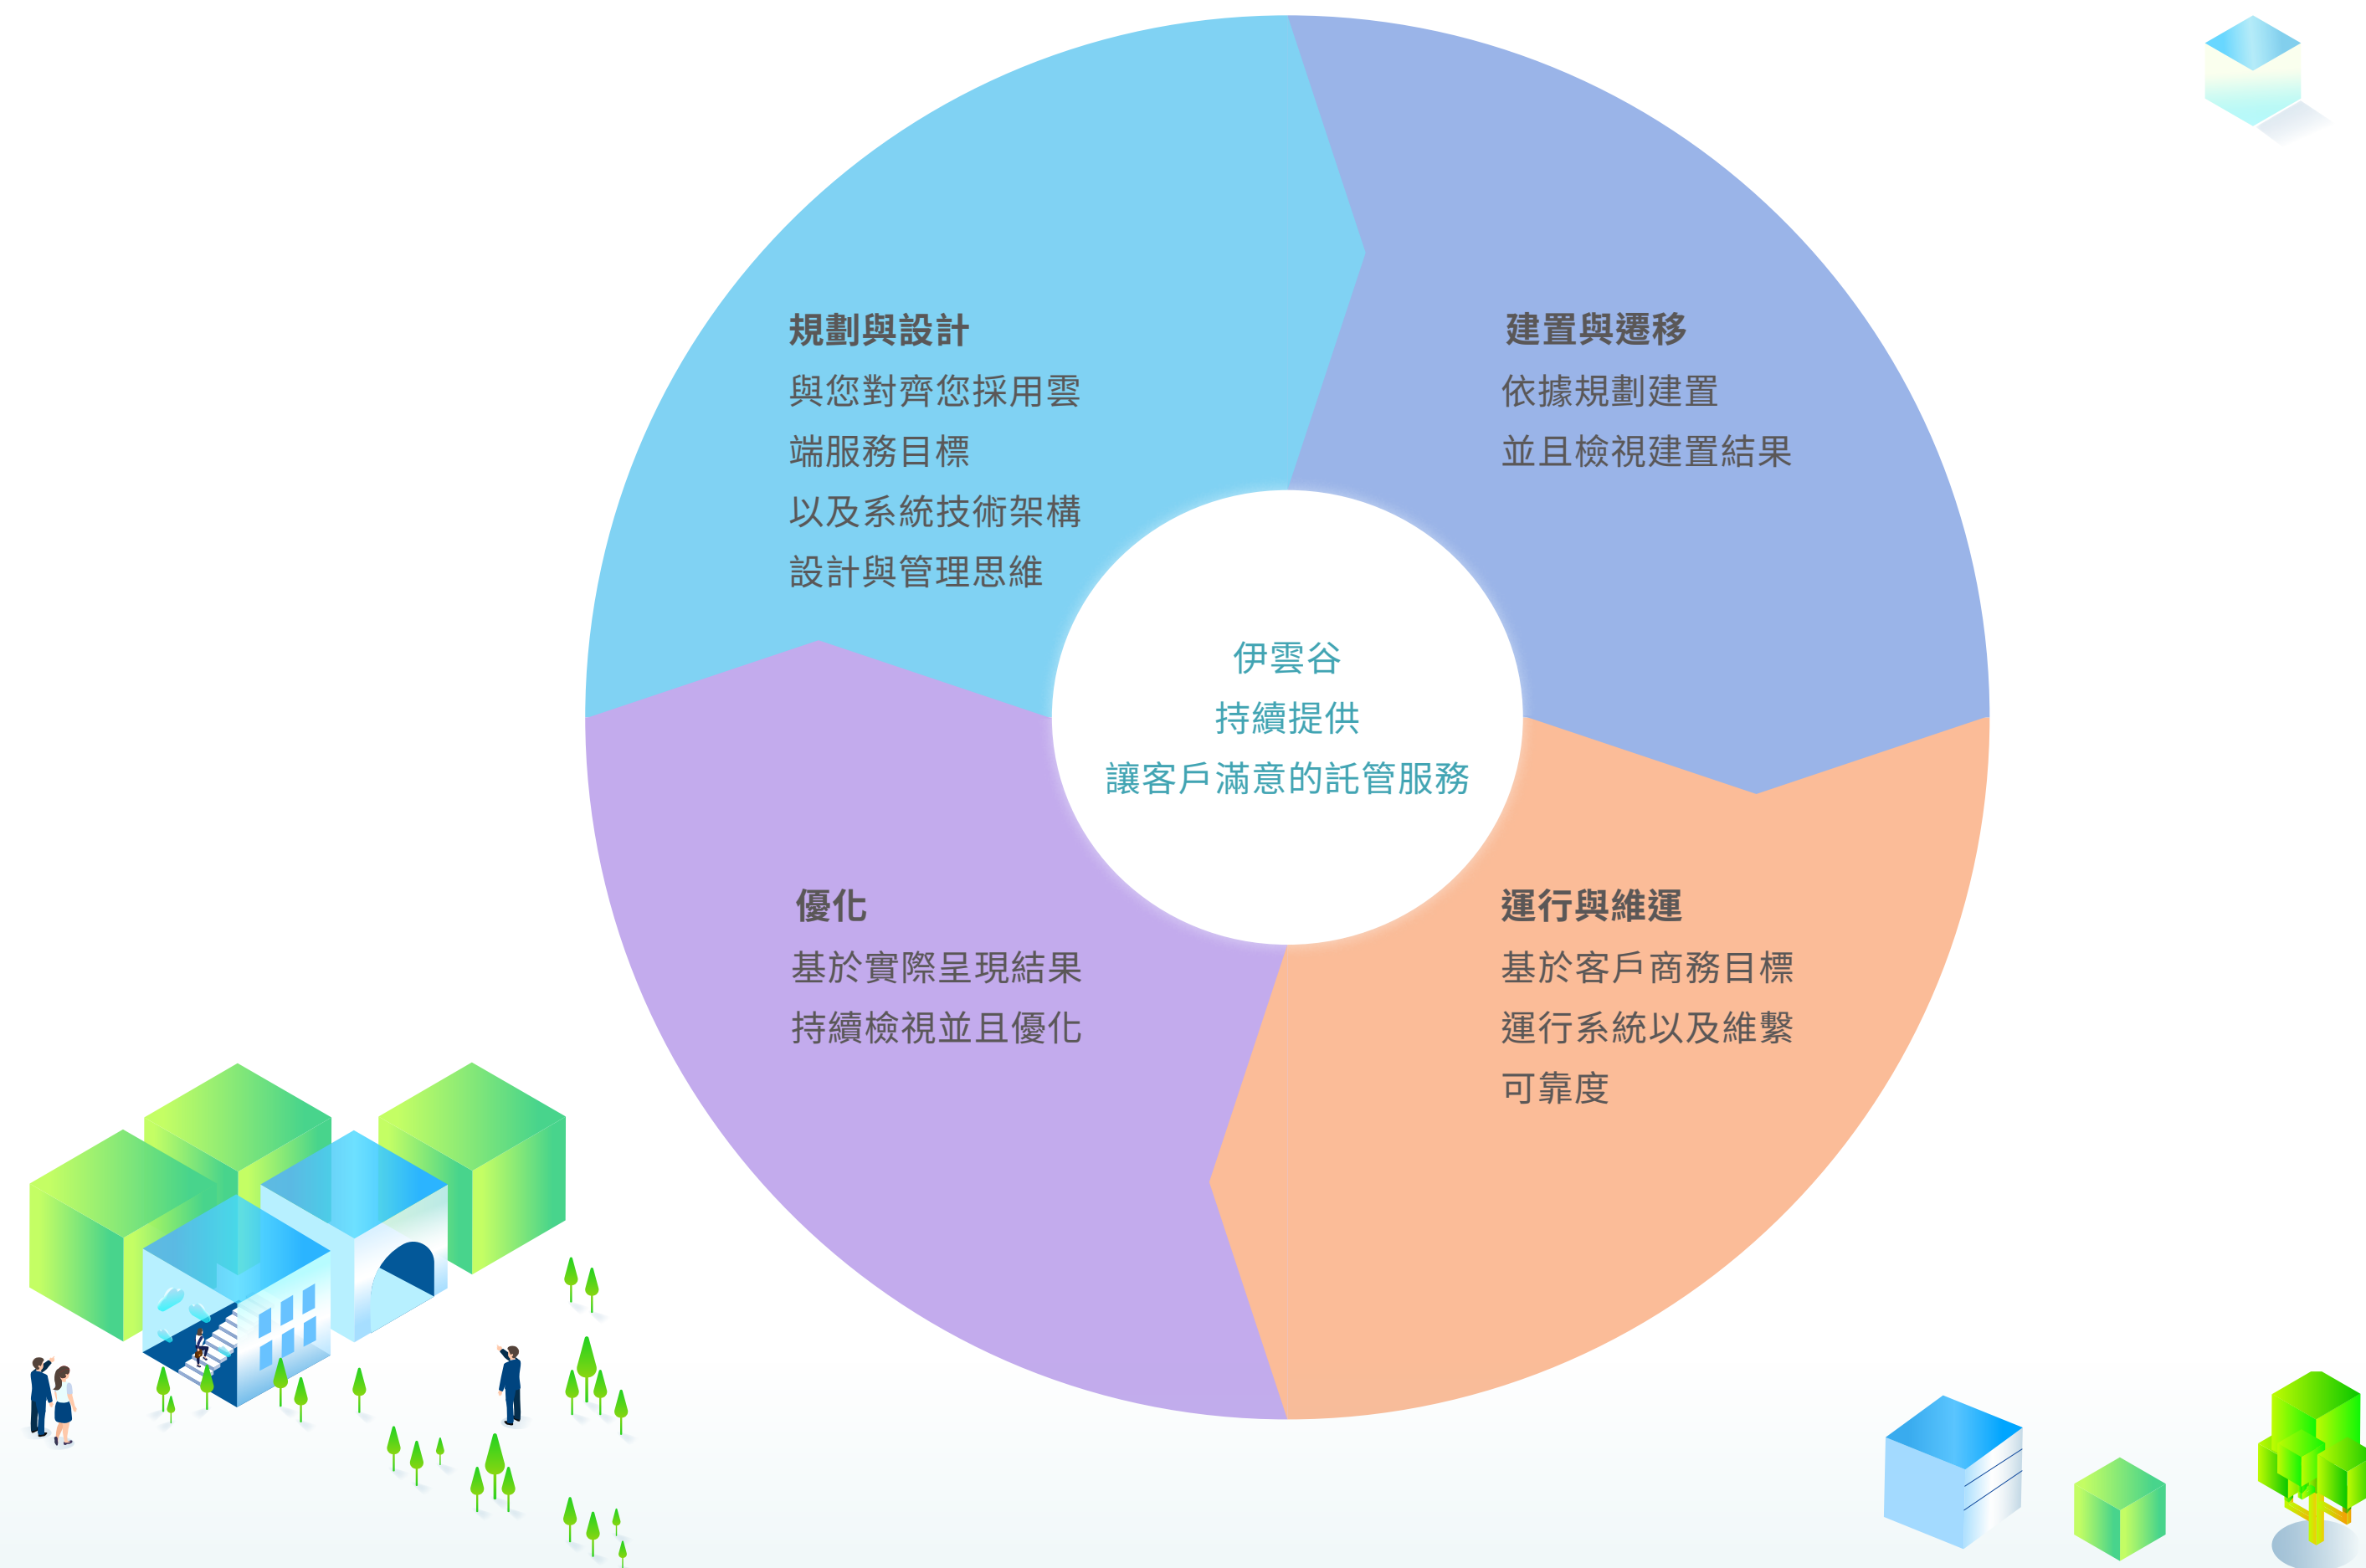 規劃與設計
與您對齊您採用雲
端服務目標
以及系統技術架構
設計與管理思維
建置與遷移
依據規劃建置
並且檢視建置結果
伊雲谷
持續提供
讓客戶滿意的託管服務
優化
基於實際呈現結果
持續檢視並且優化
運行與維運
基於客戶商務目標
運行系統以及維繫
可靠度